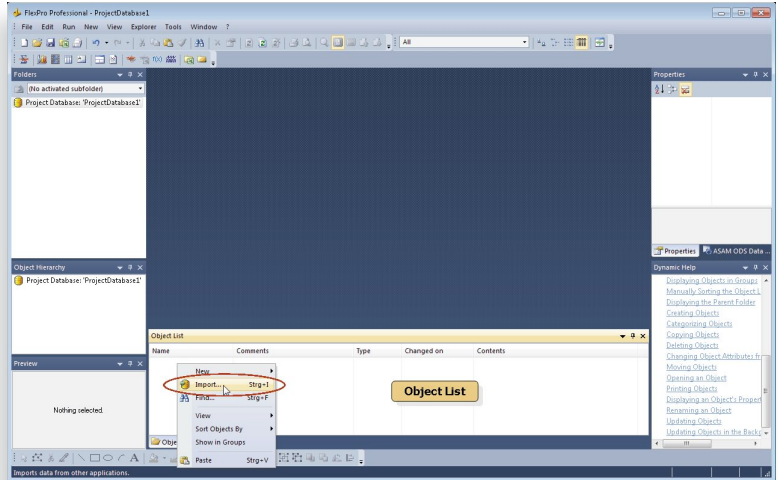 FlexPro Professional - ProjectDatabase1
File Edit Run New View Explorer Tools Window ?
All
Folders
(No activated subfolder)
Project Database: 'ProjectDatabase1'
Properties
Properties ASAM ODS Data ...
Object Hierarchy
Project Database: 'ProjectDatabase1'
Dynamic Help
Displaying Objects in Groups
Manually Sorting the Object L
Displaying the Parent Folder
Creating Objects
Categorizing Objects
Copying Objects
Deleting Objects
Changing Object Attributes fr
Moving Objects
Opening an Object
Printing Objects
Displaying an Object's Propert
Renaming an Object
Updating Objects
Updating Objects in the Backg
Object List
Name Comments Type Changed on Contents
New
Import... Strg+I
Find... Strg+F
View
Sort Objects By
Show in Groups
Paste Strg+V
Object List
Obje
Preview
Nothing selected.
Imports data from other applications.